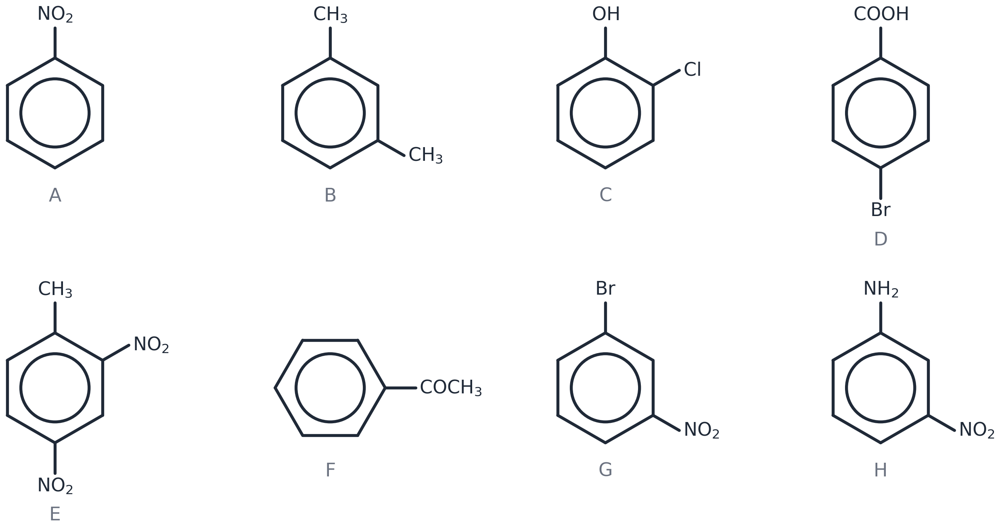 NO₂
CH₃
OH
COOH
Cl
CH₃
A
B
C
Br
D
CH₃
Br
NH₂
NO₂
COCH₃
NO₂
NO₂
F
G
H
NO₂
E